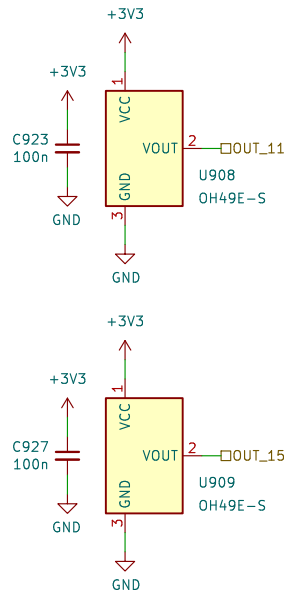 +3V3
+3V3
1
VCC
C923
100n
VOUT
2
OUT_11
GND
U908
OH49E-S
GND
3
GND
+3V3
+3V3
1
VCC
C927
100n
VOUT
2
OUT_15
GND
U909
OH49E-S
GND
3
GND